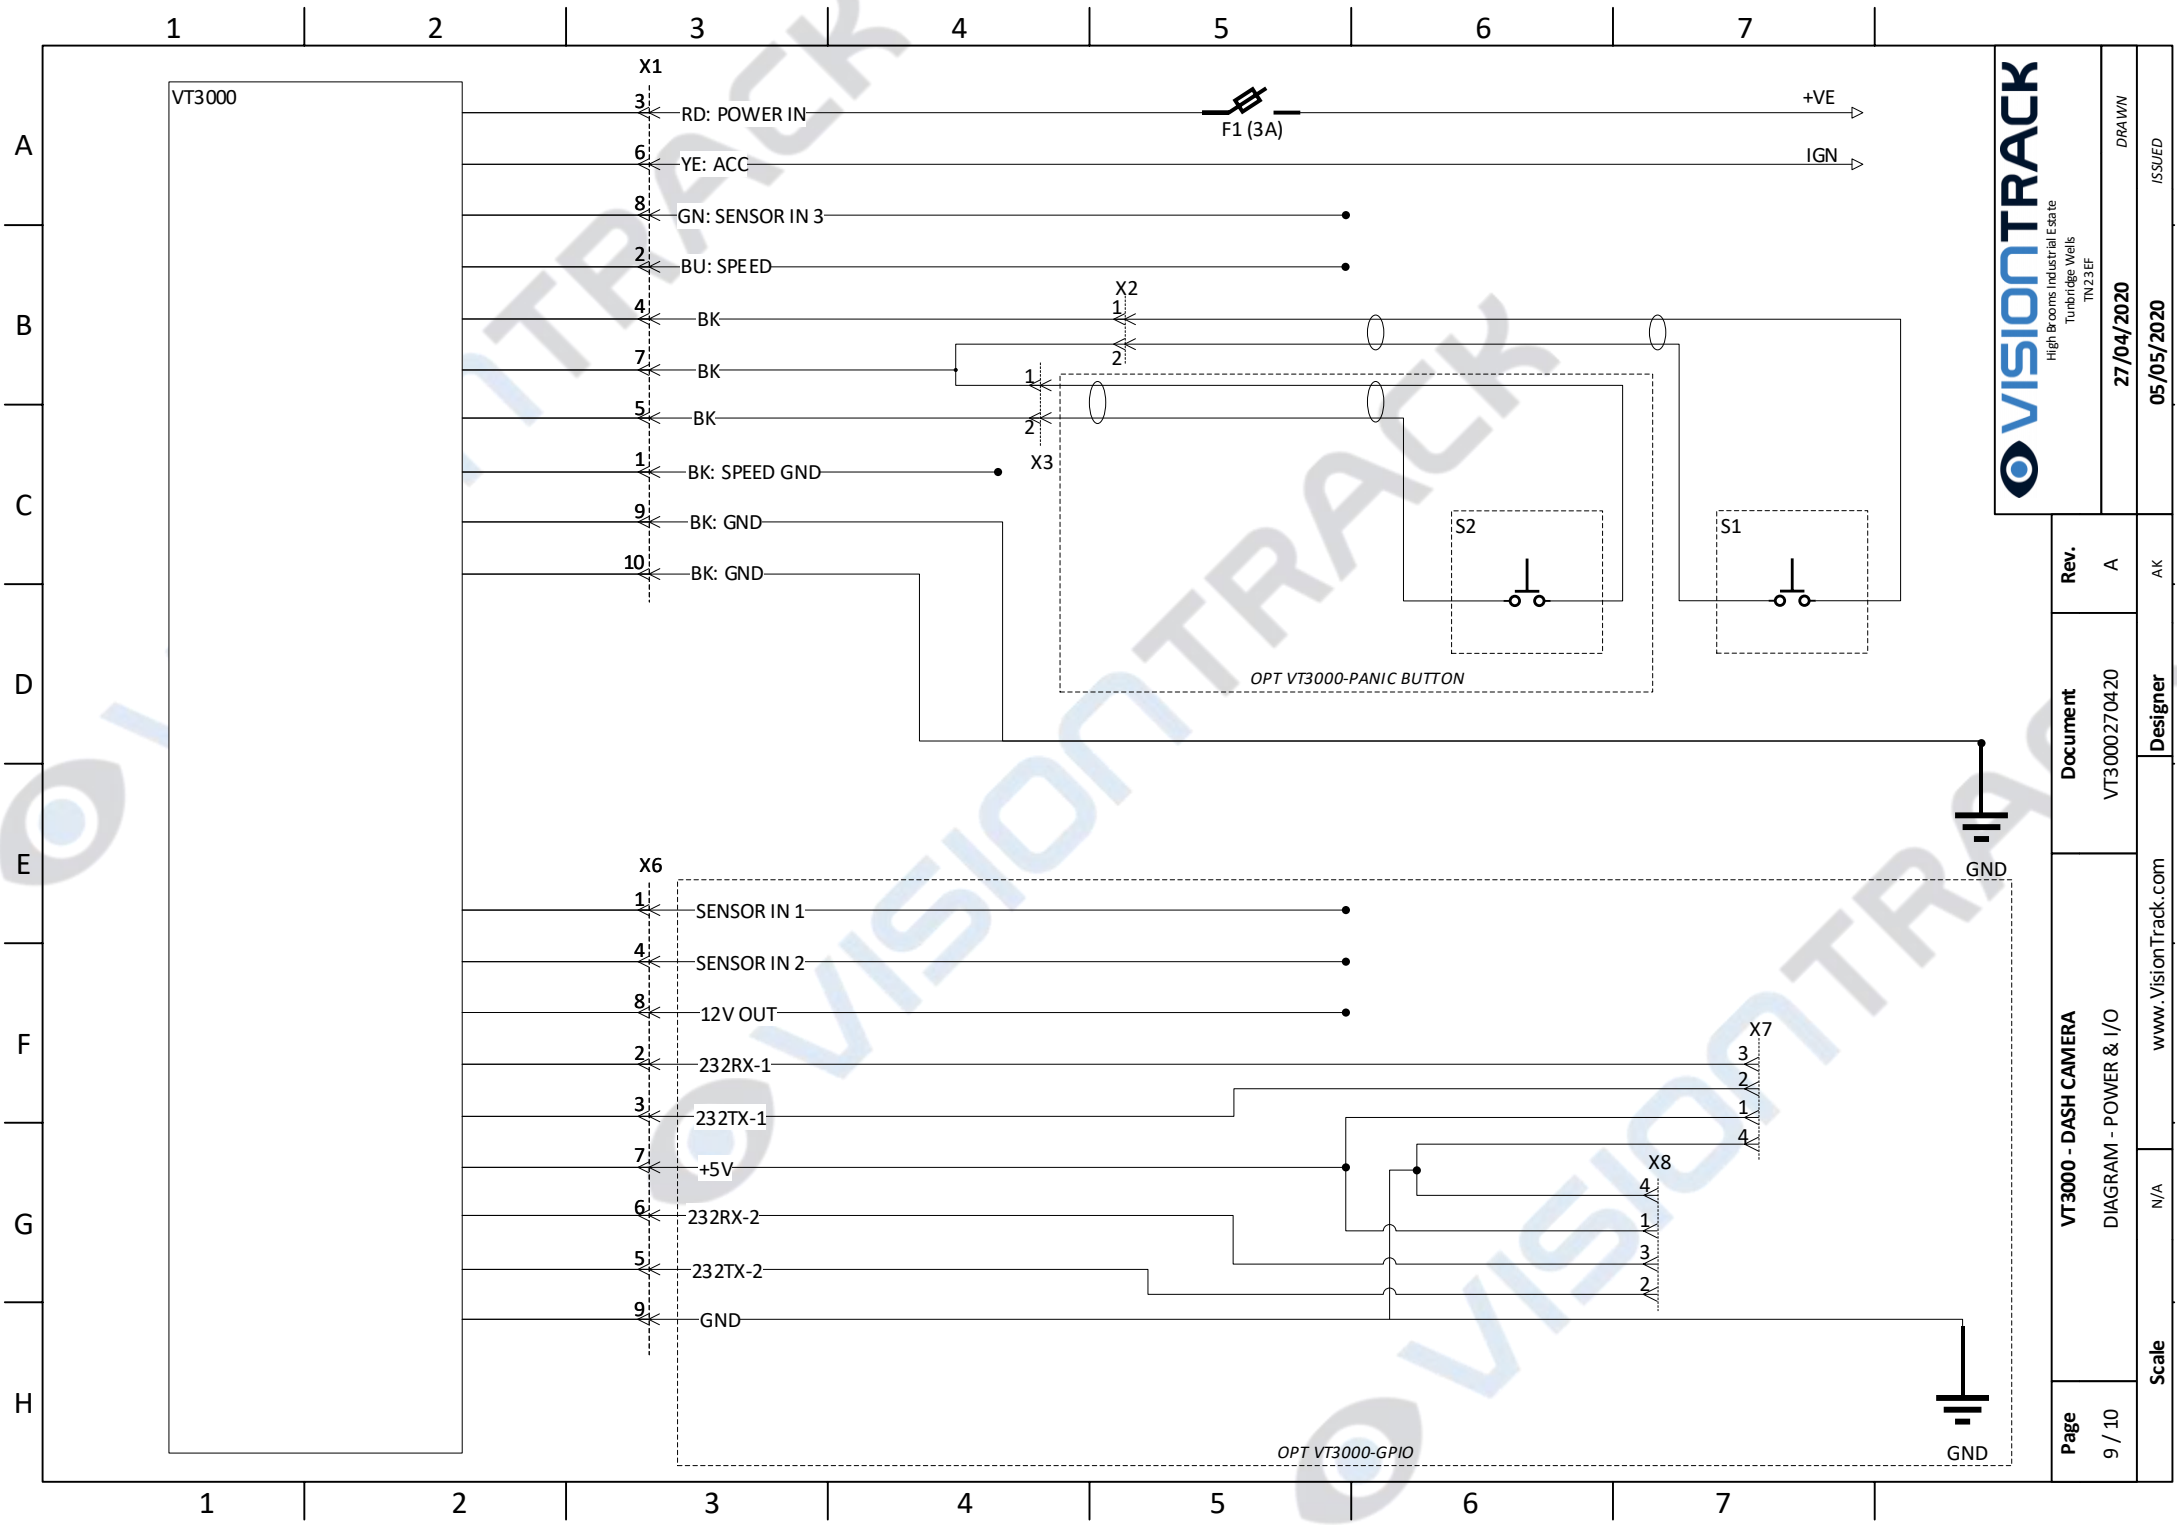 1 2 3 4 5 6 7
A
B
C
D
E
F
G
H
VT3000
X1
3 RD: POWER IN
F1 (3A)
+VE
6 YE: ACC
IGN
8 GN: SENSOR IN 3
2 BU: SPEED
4 BK
7 BK
5 BK
1 BK: SPEED GND
9 BK: GND
10 BK: GND
X2
1
2
1
2
X3
S2
S1
OPT VT3000-PANIC BUTTON
GND
X6
1 SENSOR IN 1
4 SENSOR IN 2
8 12V OUT
2 232RX-1
3 232TX-1
7 +5V
6 232RX-2
5 232TX-2
9 GND
X7
3
2
1
4
X8
4
1
3
2
GND
OPT VT3000-GPIO
1 2 3 4 5 6 7
VISIONTRACK
High Brooms Industrial Estate
Tunbridge Wells
TN2 3EF
27/04/2020 DRAWN
05/05/2020 ISSUED
Rev.
A
AK
Document
VT3000270420
Designer
VT3000 - DASH CAMERA
DIAGRAM - POWER & I/O
www.VisionTrack.com
N/A
Scale
Page
9 / 10
VISIONTRACK
VISIONTRACK
VISIONTRAC